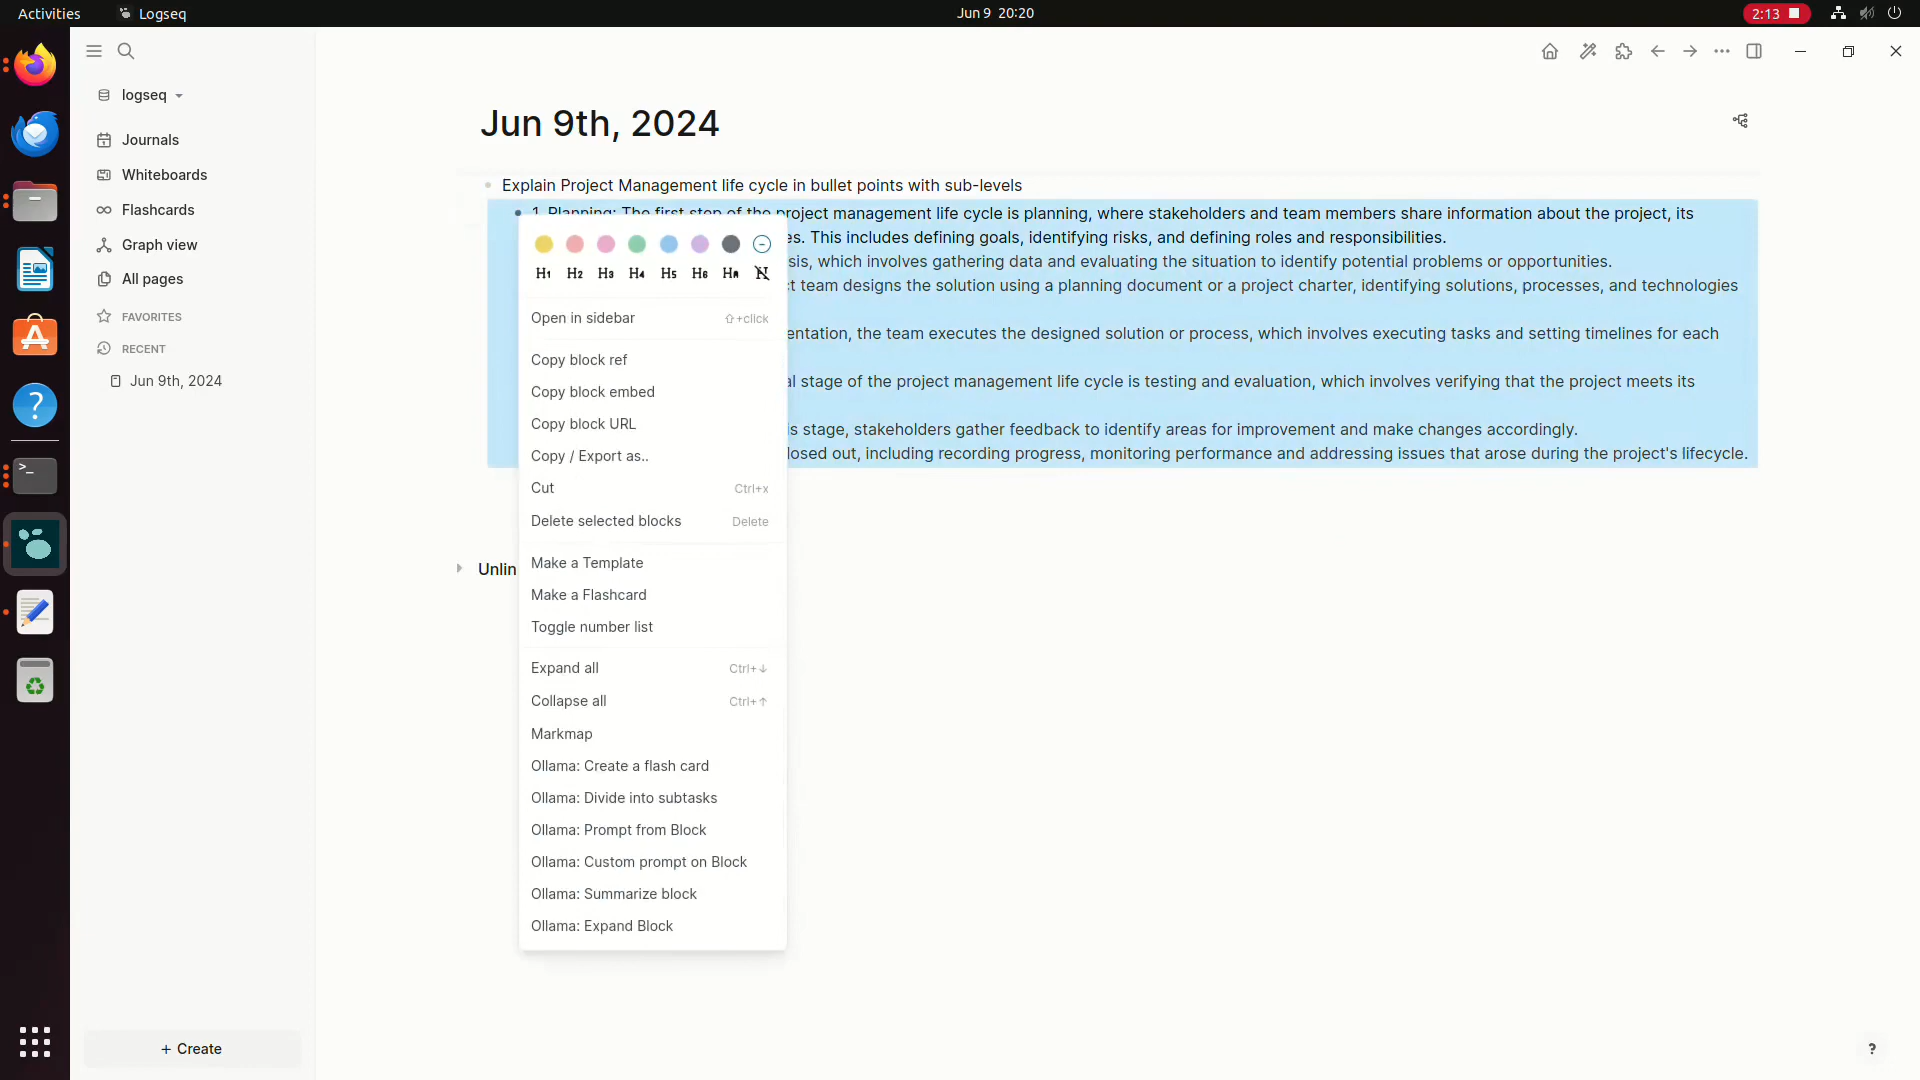 Activities
Logseq
Jun 9 20:20
2:13
logseq
Journals
Whiteboards
Flashcards
Graph view
All pages
FAVORITES
RECENT
Jun 9th, 2024
+ Create
Jun 9th, 2024
Explain Project Management life cycle in bullet points with sub-levels
1. Planning: The first step of the project management life cycle is planning, where stakeholders and team members share information about the project, its
es. This includes defining goals, identifying risks, and defining roles and responsibilities.
sis, which involves gathering data and evaluating the situation to identify potential problems or opportunities.
ct team designs the solution using a planning document or a project charter, identifying solutions, processes, and technologies
entation, the team executes the designed solution or process, which involves executing tasks and setting timelines for each
al stage of the project management life cycle is testing and evaluation, which involves verifying that the project meets its
is stage, stakeholders gather feedback to identify areas for improvement and make changes accordingly.
losed out, including recording progress, monitoring performance and addressing issues that arose during the project's lifecycle.
Unlin
H1 H2 H3 H4 H5 H6 HA H
Open in sidebar ⇧+click
Copy block ref
Copy block embed
Copy block URL
Copy / Export as..
Cut Ctrl+x
Delete selected blocks Delete
Make a Template
Make a Flashcard
Toggle number list
Expand all Ctrl+↓
Collapse all Ctrl+↑
Markmap
Ollama: Create a flash card
Ollama: Divide into subtasks
Ollama: Prompt from Block
Ollama: Custom prompt on Block
Ollama: Summarize block
Ollama: Expand Block
?